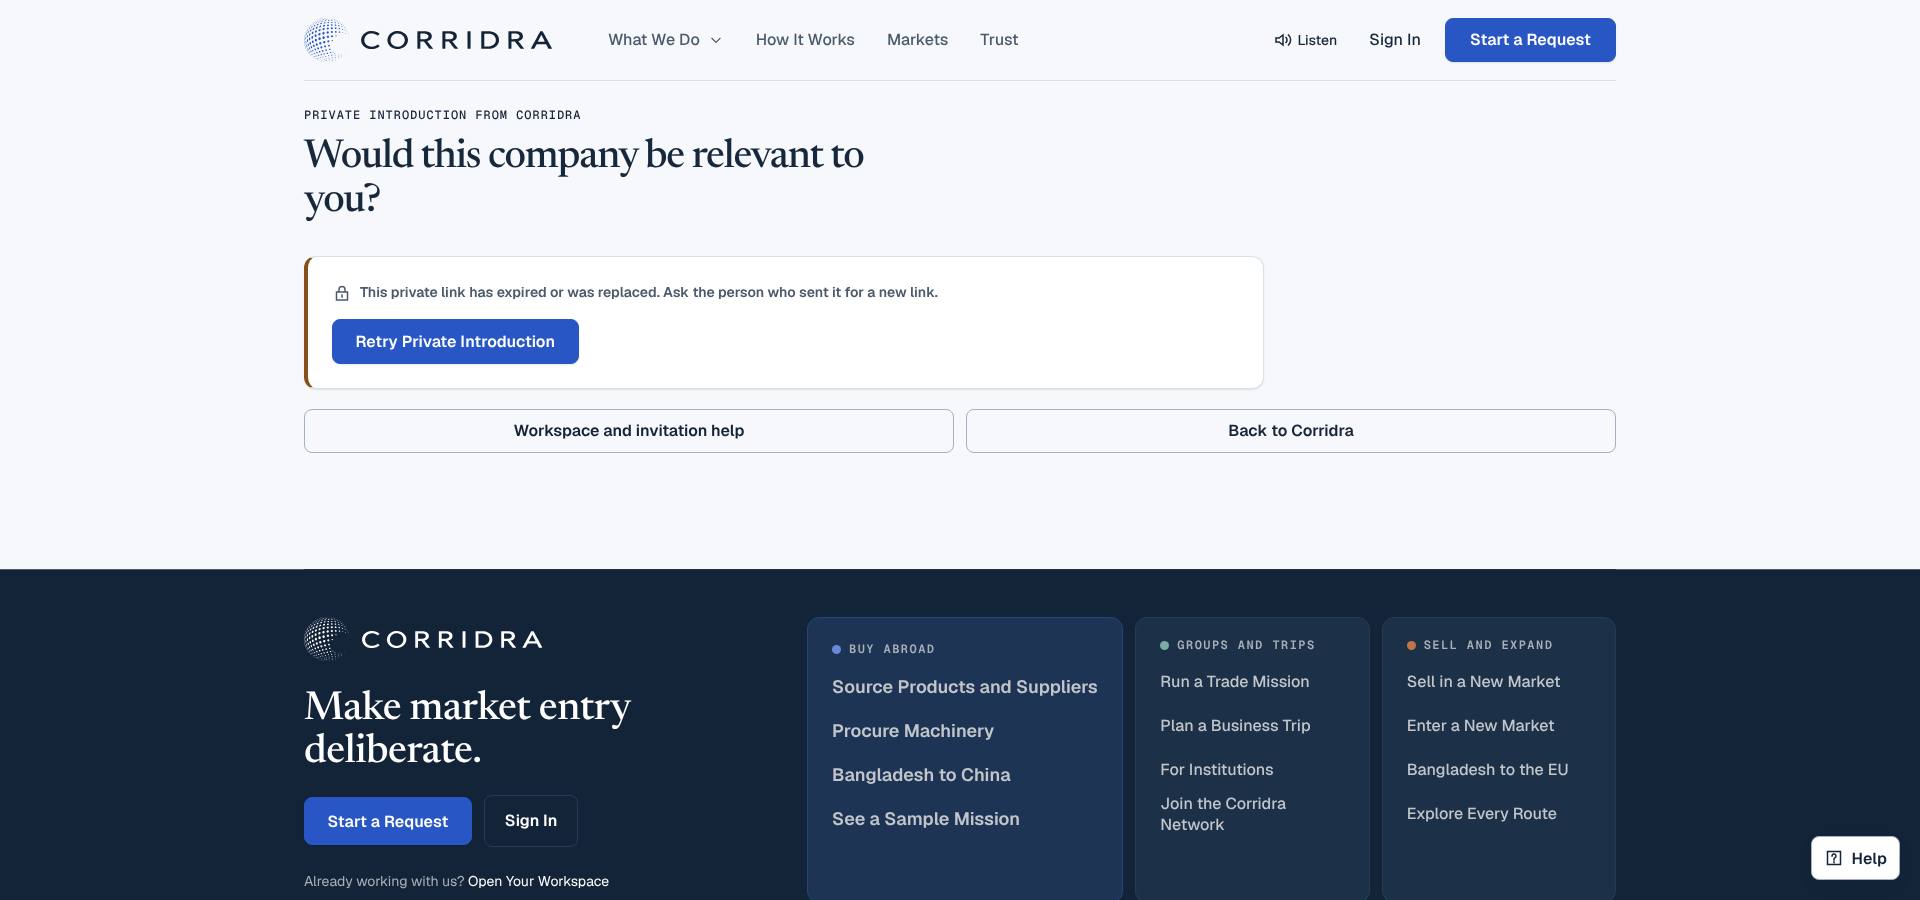 CORRIDRA
What We Do
How It Works
Markets
Trust
Listen
Sign In
Start a Request
PRIVATE INTRODUCTION FROM CORRIDRA
Would this company be relevant to
you?
This private link has expired or was replaced. Ask the person who sent it for a new link.
Retry Private Introduction
Workspace and invitation help
Back to Corridra
CORRIDRA
Make market entry
deliberate.
Start a Request
Sign In
Already working with us? Open Your Workspace
BUY ABROAD
Source Products and Suppliers
Procure Machinery
Bangladesh to China
See a Sample Mission
GROUPS AND TRIPS
Run a Trade Mission
Plan a Business Trip
For Institutions
Join the Corridra
Network
SELL AND EXPAND
Sell in a New Market
Enter a New Market
Bangladesh to the EU
Explore Every Route
Help